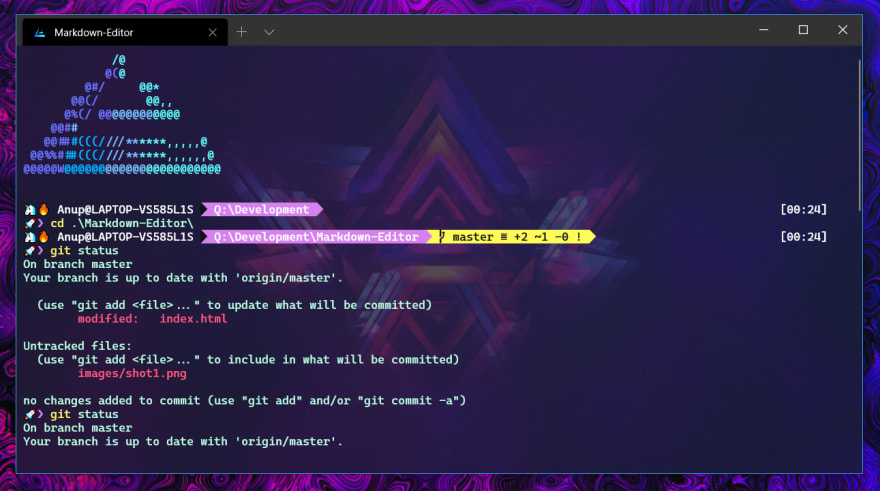 Markdown-Editor
/@
@(@
@#/ @@*
@@(/ @@,,
@%(/ @@@@@@@@@@@@
@@##
@@###(((//////******,,,,,@
@@%%###(((//////******,,,,,,@
@@@@@W@@@@@@@@@@@@@@@@@@@@@@@
Anup@LAPTOP-VS585L1S Q:\Development [00:24]
❯ cd .\Markdown-Editor\
Anup@LAPTOP-VS585L1S Q:\Development\Markdown-Editor master ≡ +2 ~1 -0 ! [00:24]
❯ git status
On branch master
Your branch is up to date with 'origin/master'.
(use "git add <file>..." to update what will be committed)
modified: index.html
Untracked files:
(use "git add <file>..." to include in what will be committed)
images/shot1.png
no changes added to commit (use "git add" and/or "git commit -a")
❯ git status
On branch master
Your branch is up to date with 'origin/master'.